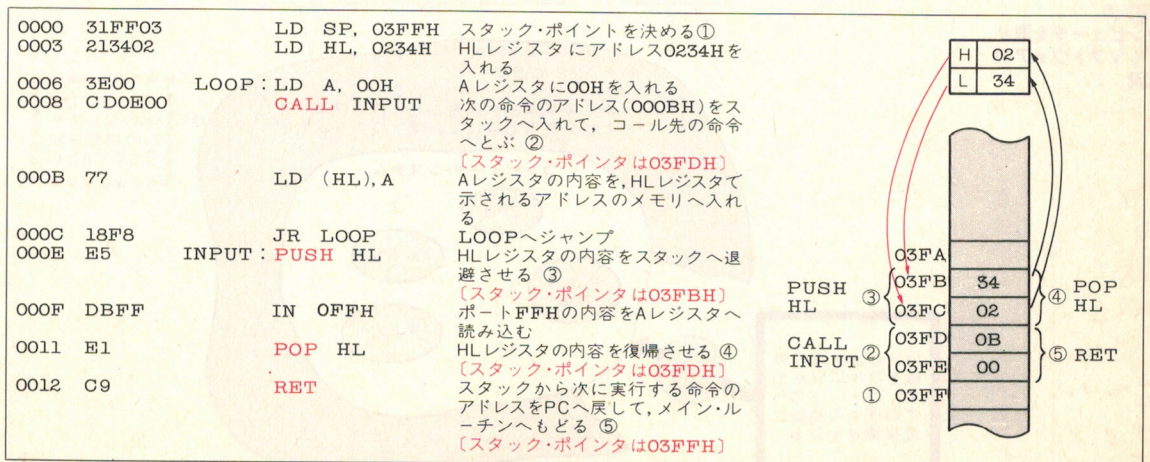 0000 31FF03 LD SP, 03FFH スタック・ポイントを決める①
0003 213402 LD HL, 0234H HLレジスタにアドレス0234Hを
入れる
0006 3E00 LOOP: LD A, 00H Aレジスタに00Hを入れる
0008 CD0E00 CALL INPUT 次の命令のアドレス(000BH)をス
タックへ入れて, コール先の命令
へとぶ ②
〔スタック・ポインタは03FDH〕
000B 77 LD (HL), A Aレジスタの内容を, HLレジスタで
示されるアドレスのメモリへ入れ
る
000C 18F8 JR LOOP LOOPへジャンプ
000E E5 INPUT: PUSH HL HLレジスタの内容をスタックへ退
避させる ③
〔スタック・ポインタは03FBH〕
000F DBFF IN 0FFH ポートFFHの内容をAレジスタへ
読み込む
0011 E1 POP HL HLレジスタの内容を復帰させる ④
〔スタック・ポインタは03FDH〕
0012 C9 RET スタックから次に実行する命令の
アドレスをPCへ戻して, メイン・ル
ーチンへもどる ⑤
〔スタック・ポインタは03FFH〕
H 02
L 34
03FA
PUSH HL ③ 03FB 34 ④ POP HL
03FC 02
CALL INPUT ② 03FD 0B ⑤ RET
03FE 00
① 03FF